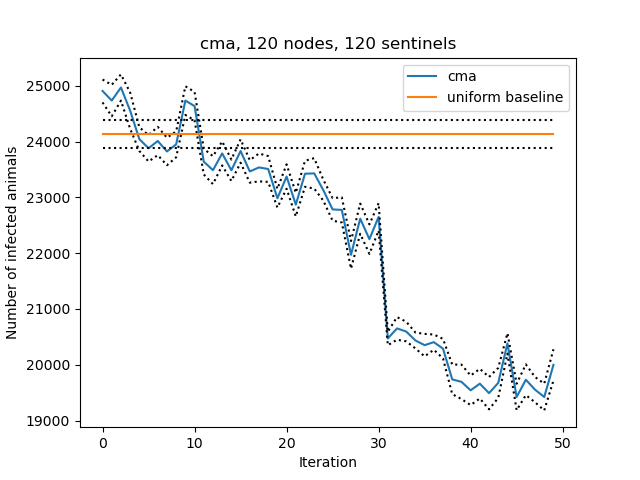 cma, 120 nodes, 120 sentinels
cma
uniform baseline
Number of infected animals
25000
24000
23000
22000
21000
20000
19000
0 10 20 30 40 50
Iteration